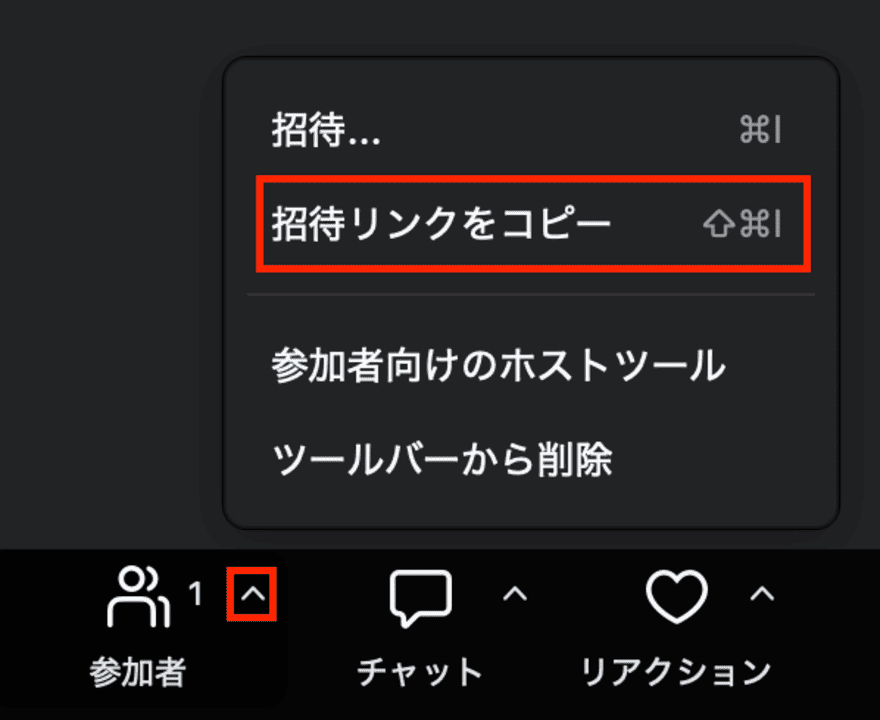 招待... ⌘I
招待リンクをコピー ⇧⌘I
参加者向けのホストツール
ツールバーから削除
1
参加者 チャット リアクション